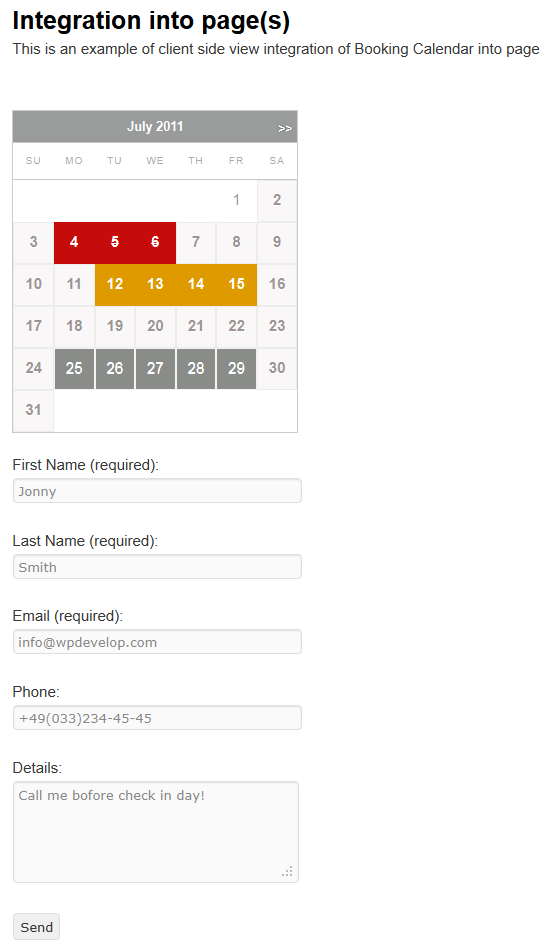 Integration into page(s)
This is an example of client side view integration of Booking Calendar into page
July 2011 >>
SU MO TU WE TH FR SA
1 2
3 4 5 6 7 8 9
10 11 12 13 14 15 16
17 18 19 20 21 22 23
24 25 26 27 28 29 30
31
First Name (required):
Jonny
Last Name (required):
Smith
Email (required):
info@wpdevelop.com
Phone:
+49(033)234-45-45
Details:
Call me bofore check in day!
Send